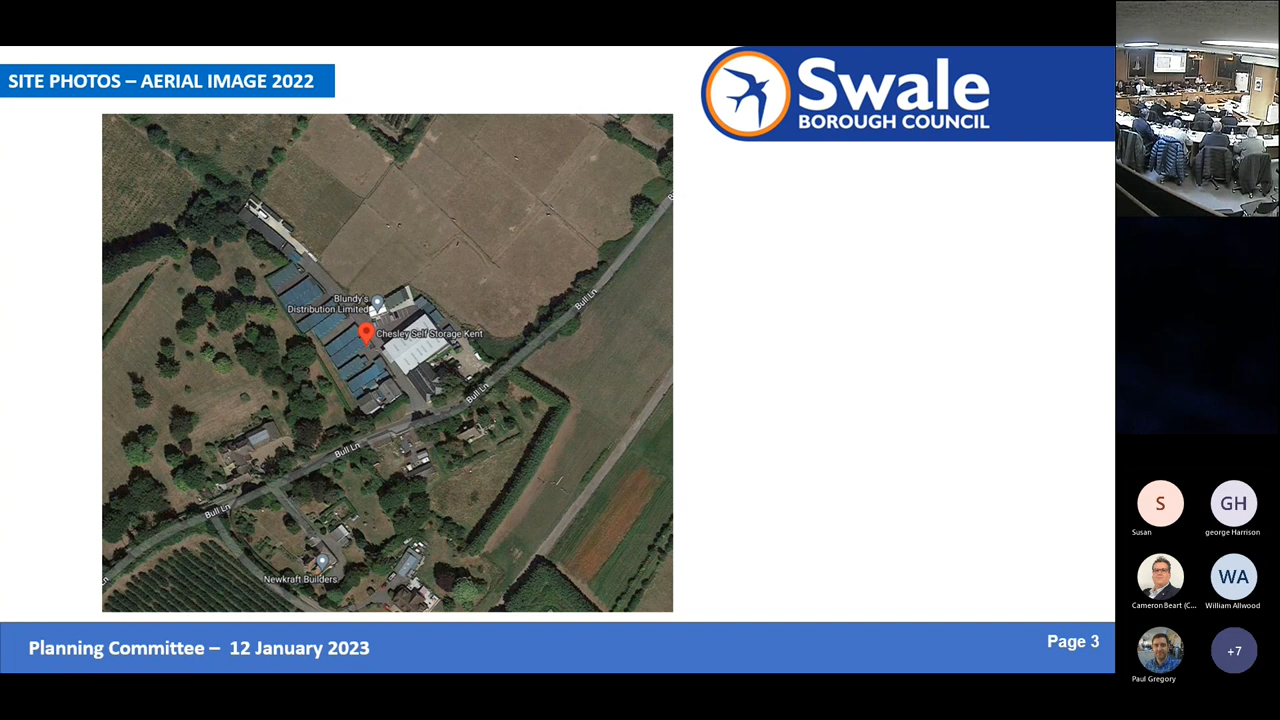 SITE PHOTOS – AERIAL IMAGE 2022
Swale
BOROUGH COUNCIL
Blundy's
Distribution Limited
Chesley Self Storage Kent
Bull Ln
Bull Ln
Bull Ln
Bull Ln
Newkraft Builders
Planning Committee – 12 January 2023
Page 3
S
GH
Susan
george Harrison
WA
Cameron Beart (C...
William Allwood
+7
Paul Gregory